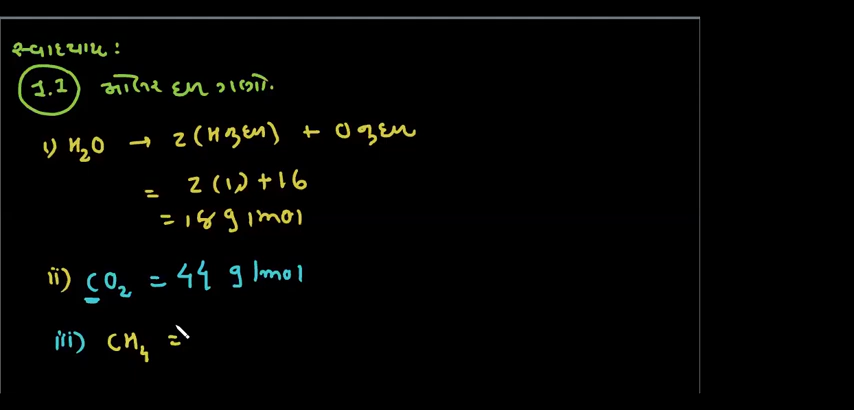 સ્વાધ્યાય :
1.1 મોલર દળ ગણો.
i) H₂O → 2 (H નું દળ) + O નું દળ
= 2 (1) + 16
= 18 g/mol
ii) CO₂ = 44 g/mol
iii) CH₄ =